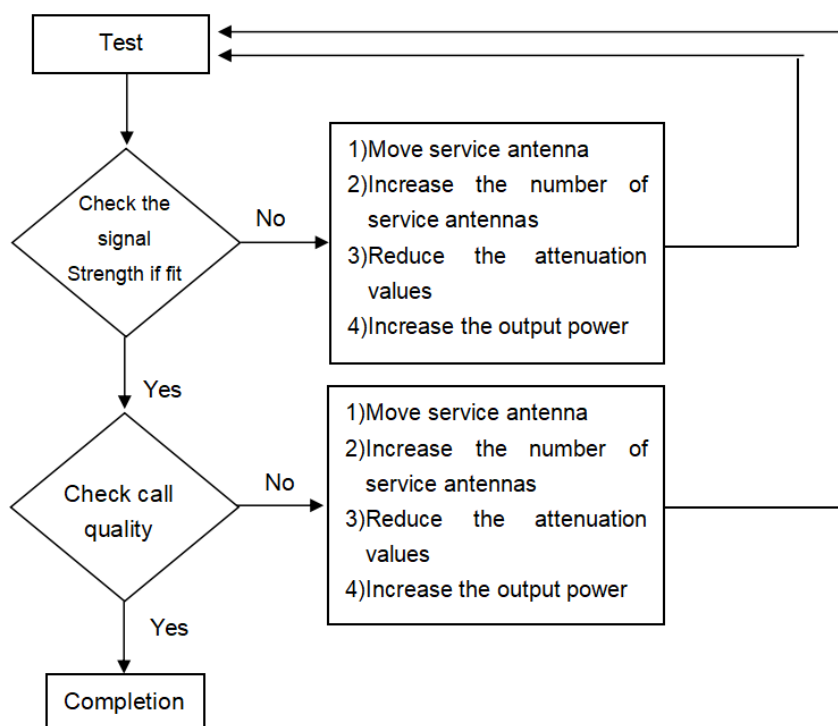 Test
Check the
signal
Strength if fit
No
1)Move service antenna
2)Increase the number of
service antennas
3)Reduce the attenuation
values
4)Increase the output power
Yes
Check call
quality
No
1)Move service antenna
2)Increase the number of
service antennas
3)Reduce the attenuation
values
4)Increase the output power
Yes
Completion